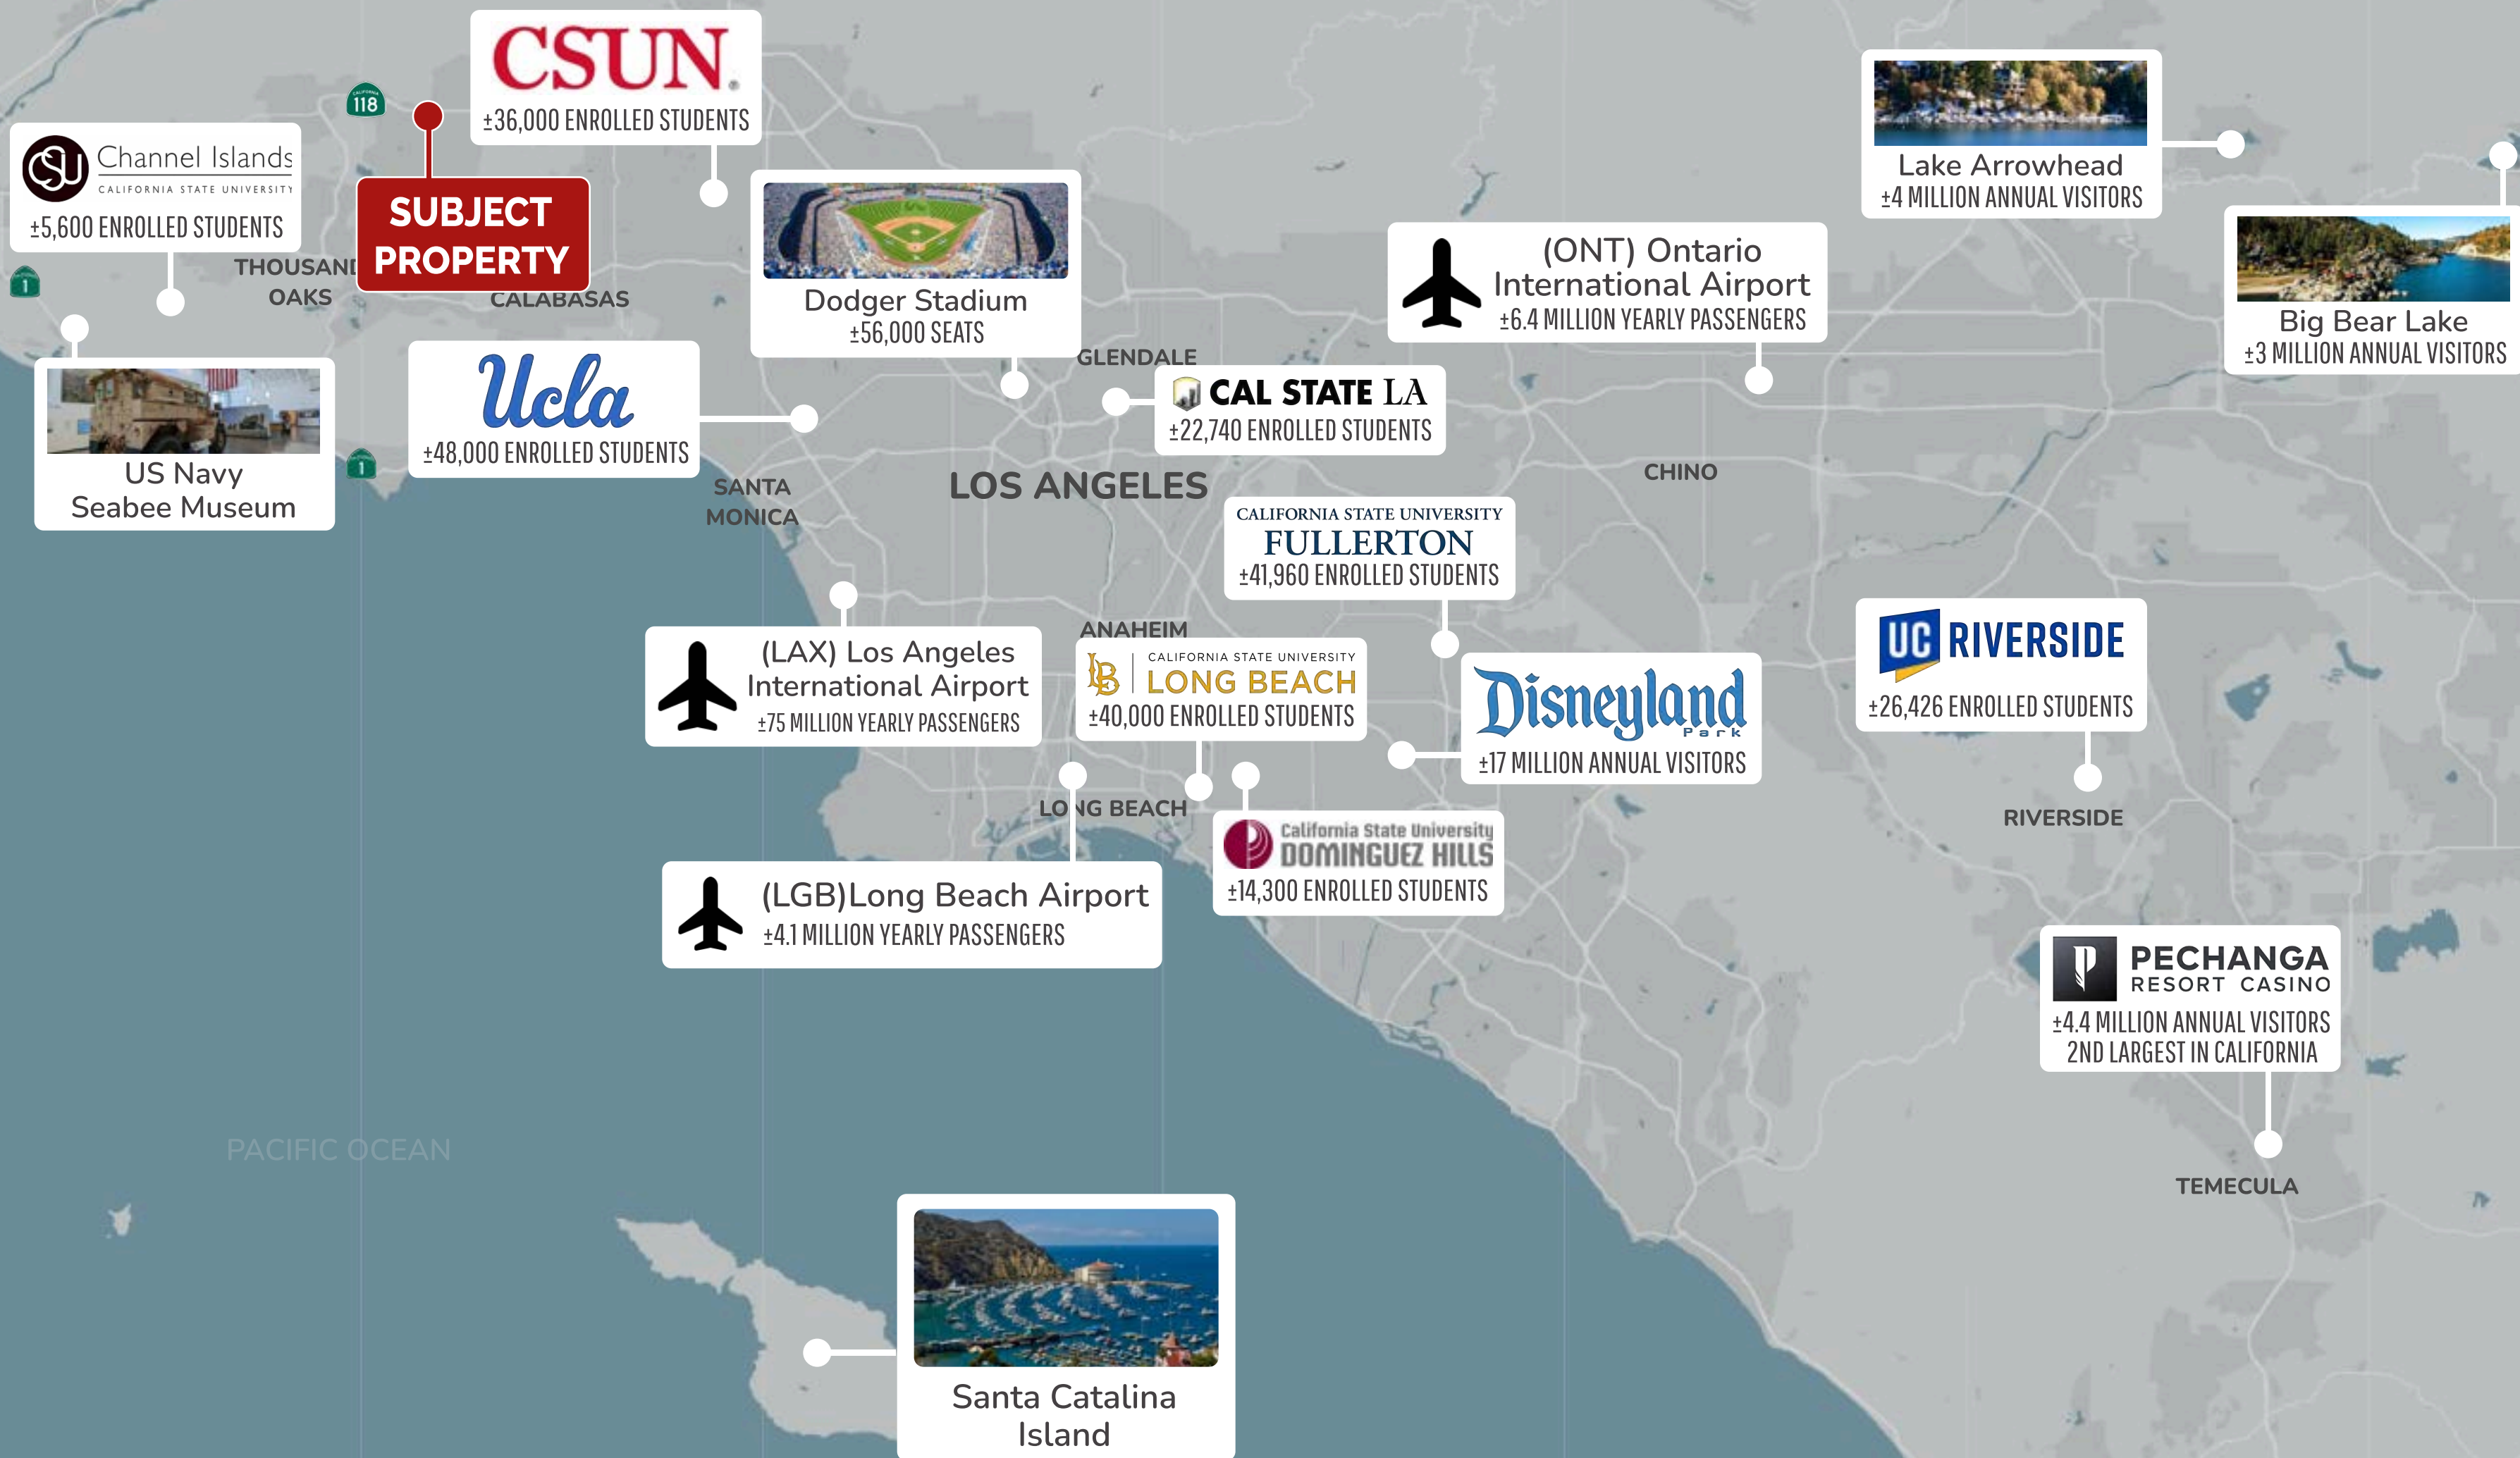 CSUN
±36,000 ENROLLED STUDENTS
CALIFORNIA
118
CSU
Channel Islands
CALIFORNIA STATE UNIVERSITY
±5,600 ENROLLED STUDENTS
SUBJECT
PROPERTY
THOUSAND
OAKS
CALABASAS
1
Dodger Stadium
±56,000 SEATS
Lake Arrowhead
±4 MILLION ANNUAL VISITORS
(ONT) Ontario
International Airport
±6.4 MILLION YEARLY PASSENGERS
Big Bear Lake
±3 MILLION ANNUAL VISITORS
GLENDALE
Ucla
±48,000 ENROLLED STUDENTS
CAL STATE LA
±22,740 ENROLLED STUDENTS
US Navy
Seabee Museum
1
SANTA
MONICA
LOS ANGELES
CHINO
CALIFORNIA STATE UNIVERSITY
FULLERTON
±41,960 ENROLLED STUDENTS
(LAX) Los Angeles
International Airport
±75 MILLION YEARLY PASSENGERS
ANAHEIM
LB
CALIFORNIA STATE UNIVERSITY
LONG BEACH
±40,000 ENROLLED STUDENTS
Disneyland
Park
±17 MILLION ANNUAL VISITORS
UC RIVERSIDE
±26,426 ENROLLED STUDENTS
LONG BEACH
RIVERSIDE
California State University
DOMINGUEZ HILLS
±14,300 ENROLLED STUDENTS
(LGB)Long Beach Airport
±4.1 MILLION YEARLY PASSENGERS
PECHANGA
RESORT CASINO
±4.4 MILLION ANNUAL VISITORS
2ND LARGEST IN CALIFORNIA
PACIFIC OCEAN
TEMECULA
Santa Catalina
Island